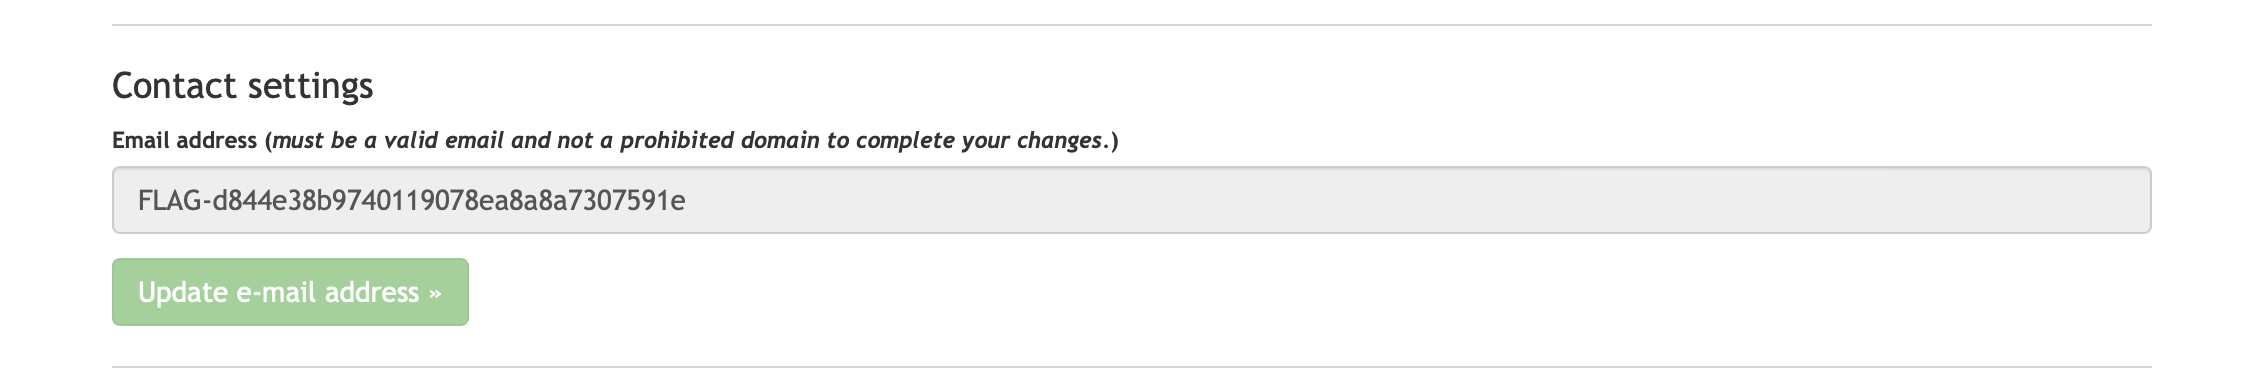 Contact settings
Email address (must be a valid email and not a prohibited domain to complete your changes.)
FLAG-d844e38b9740119078ea8a8a7307591e
Update e-mail address »